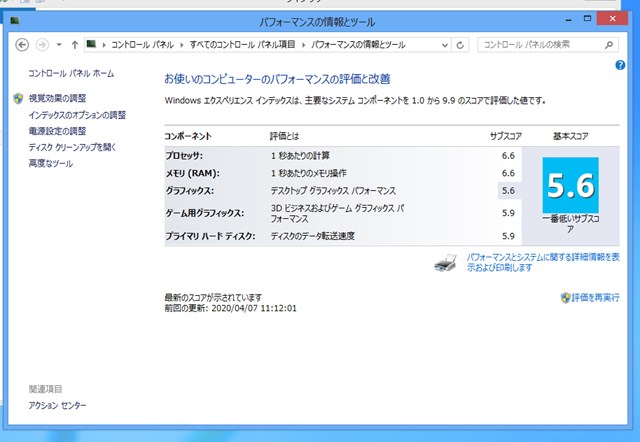 パフォーマンスの情報とツール
コントロール パネル
すべてのコントロール パネル項目
パフォーマンスの情報とツール
コントロール パネルの検索
コントロール パネル ホーム
視覚効果の調整
インデックスのオプションの調整
電源設定の調整
ディスク クリーンアップを開く
高度なツール
お使いのコンピューターのパフォーマンスの評価と改善
Windows エクスペリエンス インデックスは、主要なシステム コンポーネントを 1.0 から 9.9 のスコアで評価した値です。
コンポーネント 評価とは サブスコア 基本スコア
プロセッサ: 1 秒あたりの計算 6.6
メモリ (RAM): 1 秒あたりのメモリ操作 6.6
グラフィックス: デスクトップ グラフィックス パフォーマンス 5.6
ゲーム用グラフィックス: 3D ビジネスおよびゲーム グラフィックス パ
フォーマンス 5.9
プライマリ ハード ディスク: ディスクのデータ転送速度 5.9
5.6
一番低いサブスコ
ア
パフォーマンスとシステムに関する詳細情報を表
示および印刷します
最新のスコアが示されています
前回の更新: 2020/04/07 11:12:01
評価を再実行
関連項目
アクション センター